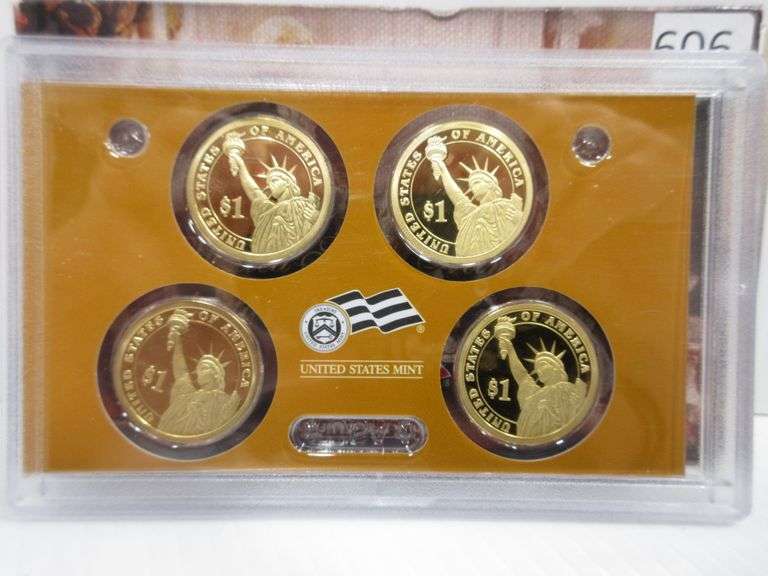 606
UNITED STATES OF AMERICA
$1
UNITED STATES OF AMERICA
$1
UNITED STATES OF AMERICA
$1
UNITED STATES OF AMERICA
$1
UNITED STATES MINT